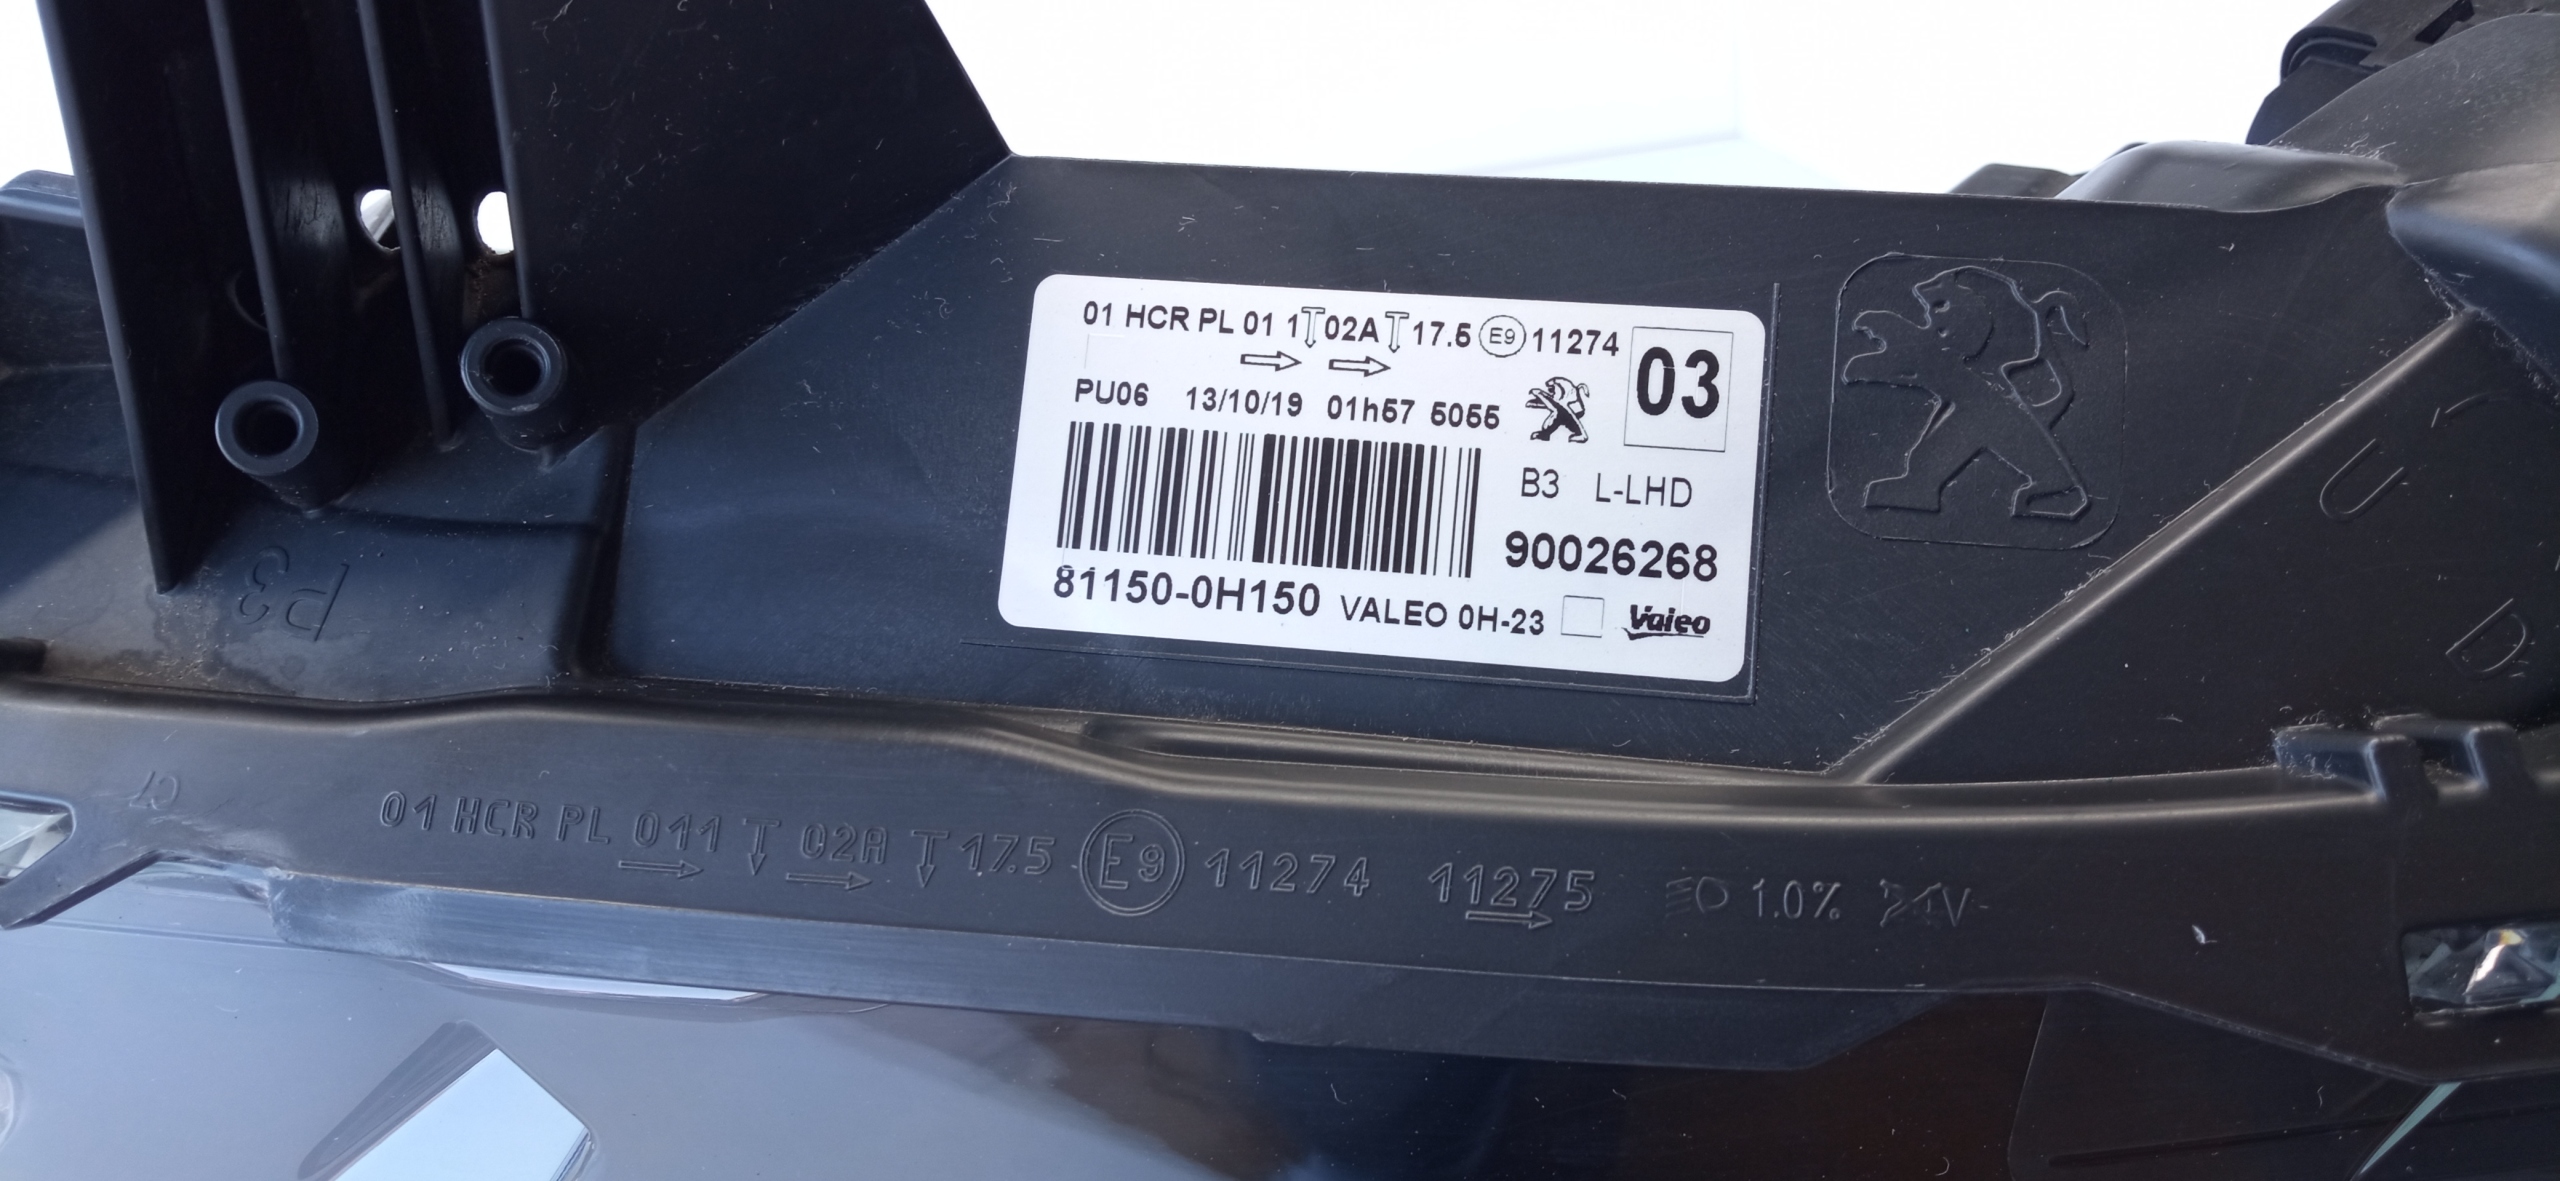 01 HCR PL 01 1 02A 17.5 E9 11274
03
PU06 13/10/19 01h57 5055
B3 L-LHD
90026268
81150-0H150 VALEO 0H-23
Valeo
P3
U
D
C7
01 HCR PL 011 02A 17.5 E9 11274 11275 1.0%